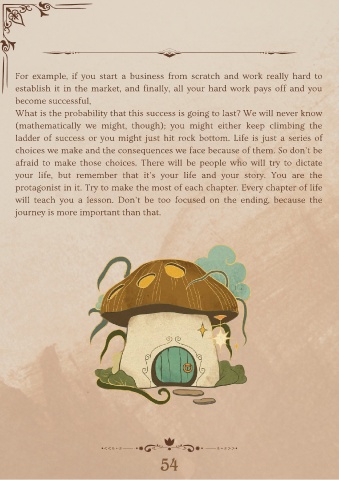 For example, if you start a business from scratch and work really hard to
establish it in the market, and finally, all your hard work pays off and you
become successful.
What is the probability that this success is going to last? We will never know
(mathematically we might, though); you might either keep climbing the
ladder of success or you might just hit rock bottom. Life is just a series of
choices we make and the consequences we face because of them. So don't be
afraid to make those choices. There will be people who will try to dictate
your life, but remember that it's your life and your story. You are the
protagonist in it. Try to make the most of each chapter. Every chapter of life
will teach you a lesson. Don't be too focused on the ending, because the
journey is more important than that.
54